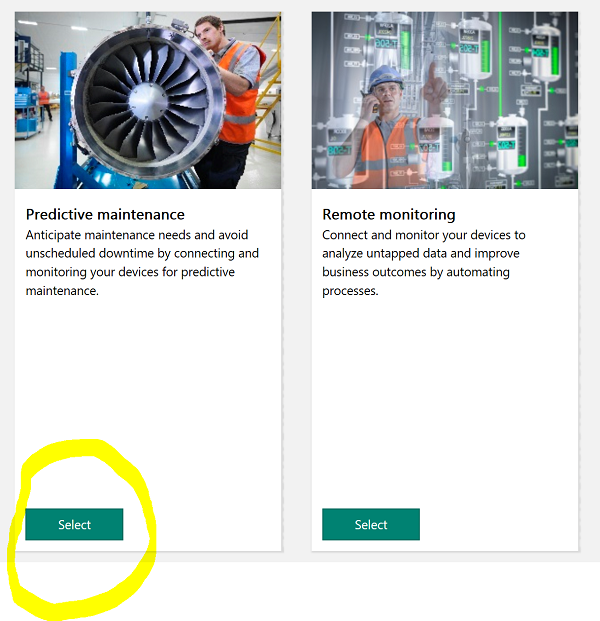 Predictive maintenance
Anticipate maintenance needs and avoid
unscheduled downtime by connecting and
monitoring your devices for predictive
maintenance.
Select
Remote monitoring
Connect and monitor your devices to
analyze untapped data and improve
business outcomes by automating
processes.
Select